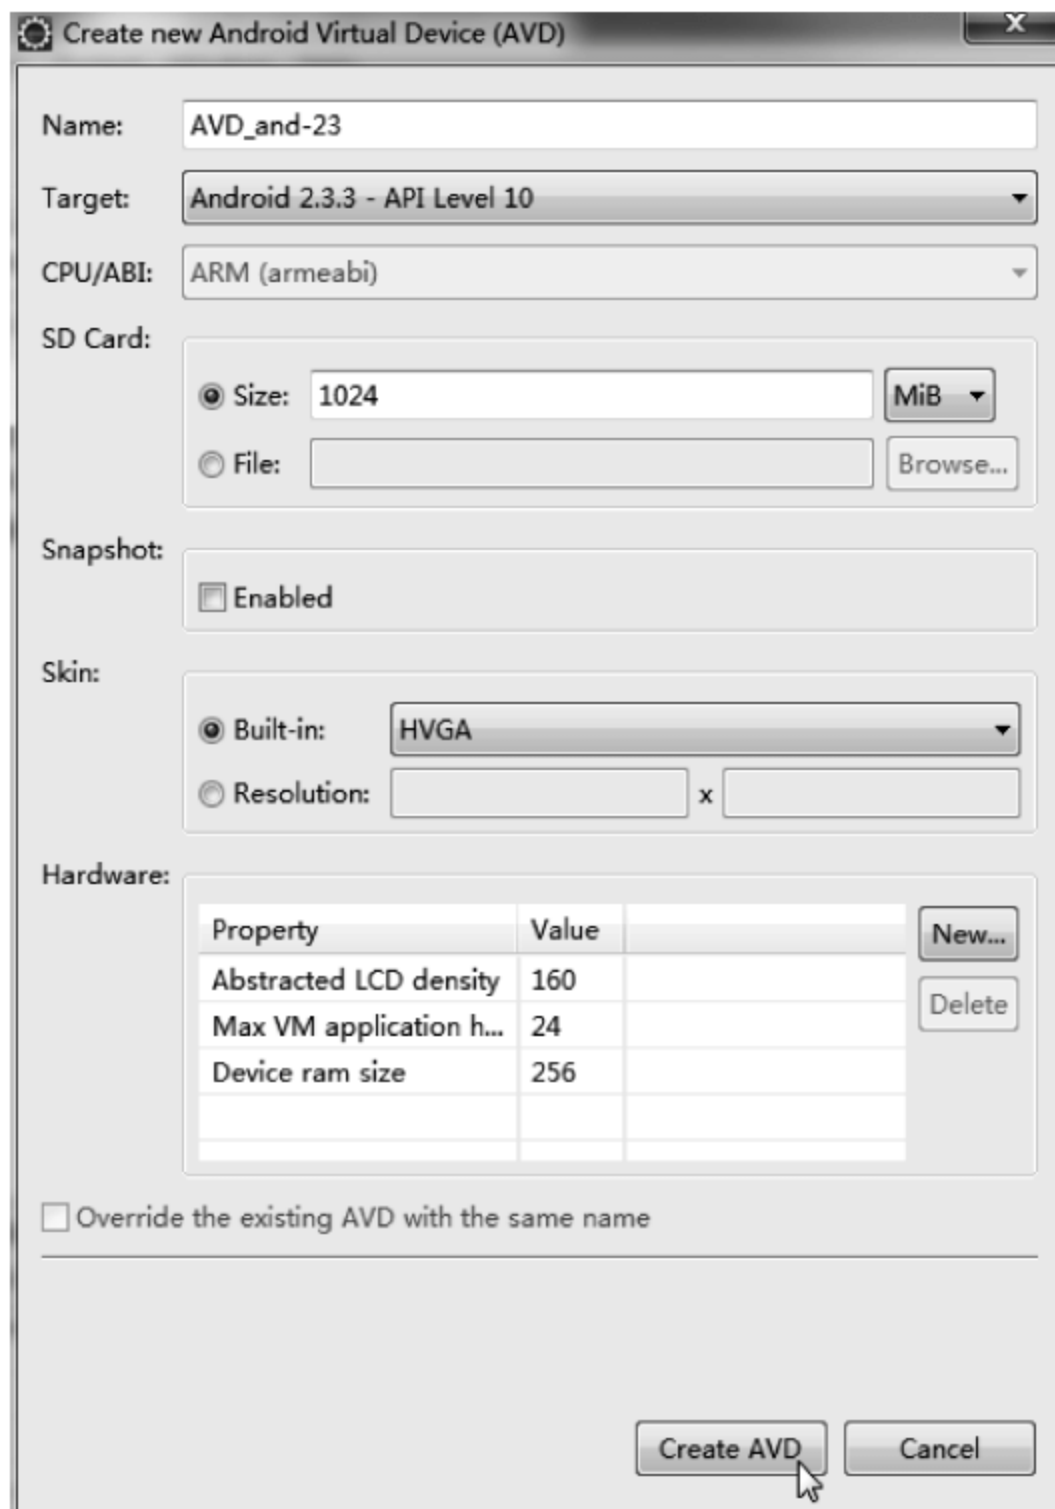 Create new Android Virtual Device (AVD)
X
Name: AVD_and-23
Target: Android 2.3.3 - API Level 10
CPU/ABI: ARM (armeabi)
SD Card:
Size: 1024 MiB
File: Browse...
Snapshot:
Enabled
Skin:
Built-in: HVGA
Resolution: x
Hardware:
Property Value New...
Abstracted LCD density 160 Delete
Max VM application h... 24
Device ram size 256
Override the existing AVD with the same name
Create AVD Cancel